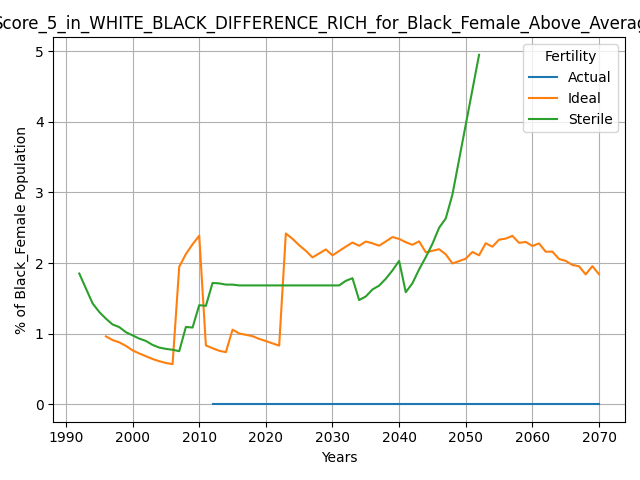 Score_5_in_WHITE_BLACK_DIFFERENCE_RICH_for_Black_Female_Above_Averag
Fertility
Actual
Ideal
Sterile
% of Black_Female Population
5
4
3
2
1
0
1990 2000 2010 2020 2030 2040 2050 2060 2070
Years